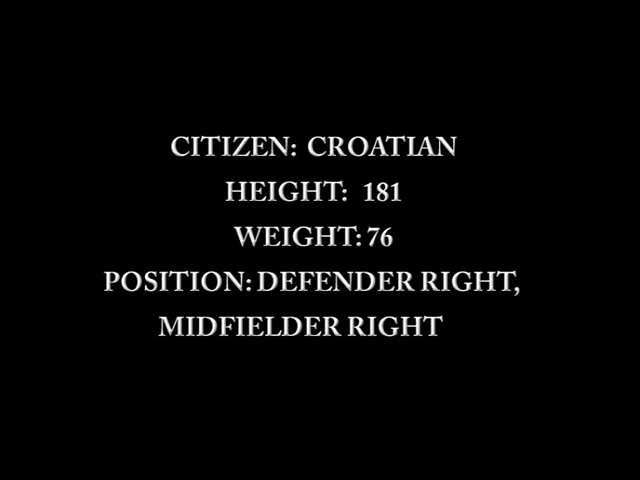 CITIZEN: CROATIAN
HEIGHT: 181
WEIGHT: 76
POSITION: DEFENDER RIGHT,
MIDFIELDER RIGHT